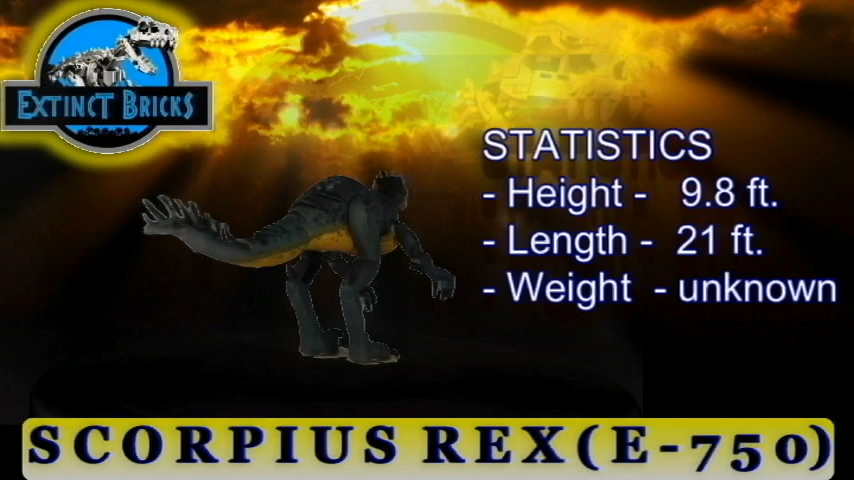 EXTINCT BRICKS
STATISTICS
- Height - 9.8 ft.
- Length - 21 ft.
- Weight - unknown
SCORPIUS REX(E-750)